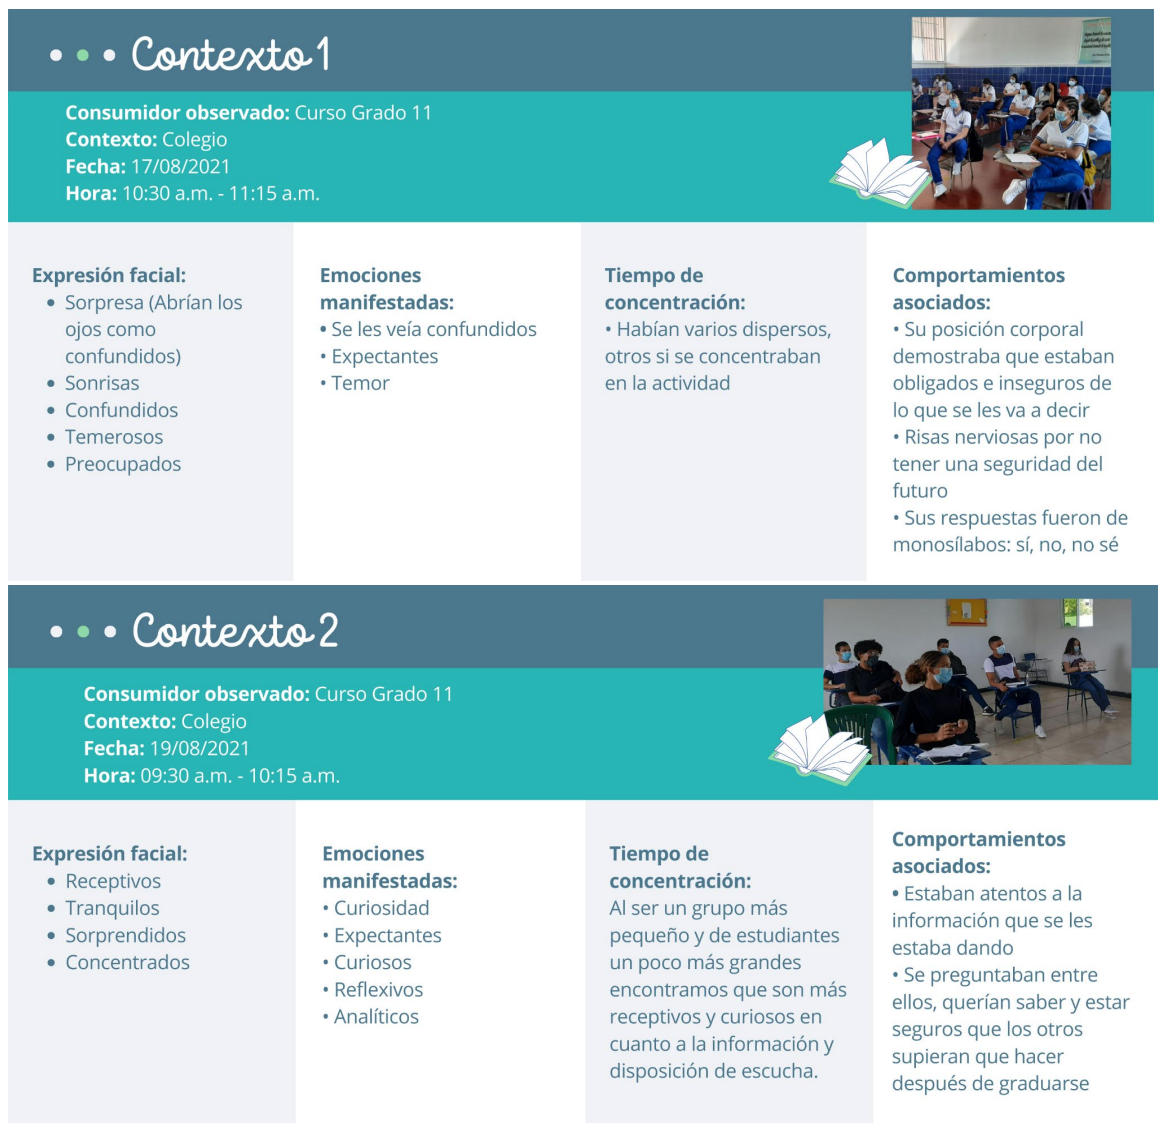 Contexto 1
Consumidor observado: Curso Grado 11
Contexto: Colegio
Fecha: 17/08/2021
Hora: 10:30 a.m. - 11:15 a.m.
Expresión facial:
• Sorpresa (Abrían los
ojos como
confundidos)
• Sonrisas
• Confundidos
• Temerosos
• Preocupados
Emociones
manifestadas:
• Se les veía confundidos
• Expectantes
• Temor
Tiempo de
concentración:
• Habían varios dispersos,
otros si se concentraban
en la actividad
Comportamientos
asociados:
• Su posición corporal
demostraba que estaban
obligados e inseguros de
lo que se les va a decir
• Risas nerviosas por no
tener una seguridad del
futuro
• Sus respuestas fueron de
monosílabos: sí, no, no sé
Contexto 2
Consumidor observado: Curso Grado 11
Contexto: Colegio
Fecha: 19/08/2021
Hora: 09:30 a.m. - 10:15 a.m.
Expresión facial:
• Receptivos
• Tranquilos
• Sorprendidos
• Concentrados
Emociones
manifestadas:
• Curiosidad
• Expectantes
• Curiosos
• Reflexivos
• Analíticos
Tiempo de
concentración:
Al ser un grupo más
pequeño y de estudiantes
un poco más grandes
encontramos que son más
receptivos y curiosos en
cuanto a la información y
disposición de escucha.
Comportamientos
asociados:
• Estaban atentos a la
información que se les
estaba dando
• Se preguntaban entre
ellos, querían saber y estar
seguros que los otros
supieran que hacer
después de graduarse